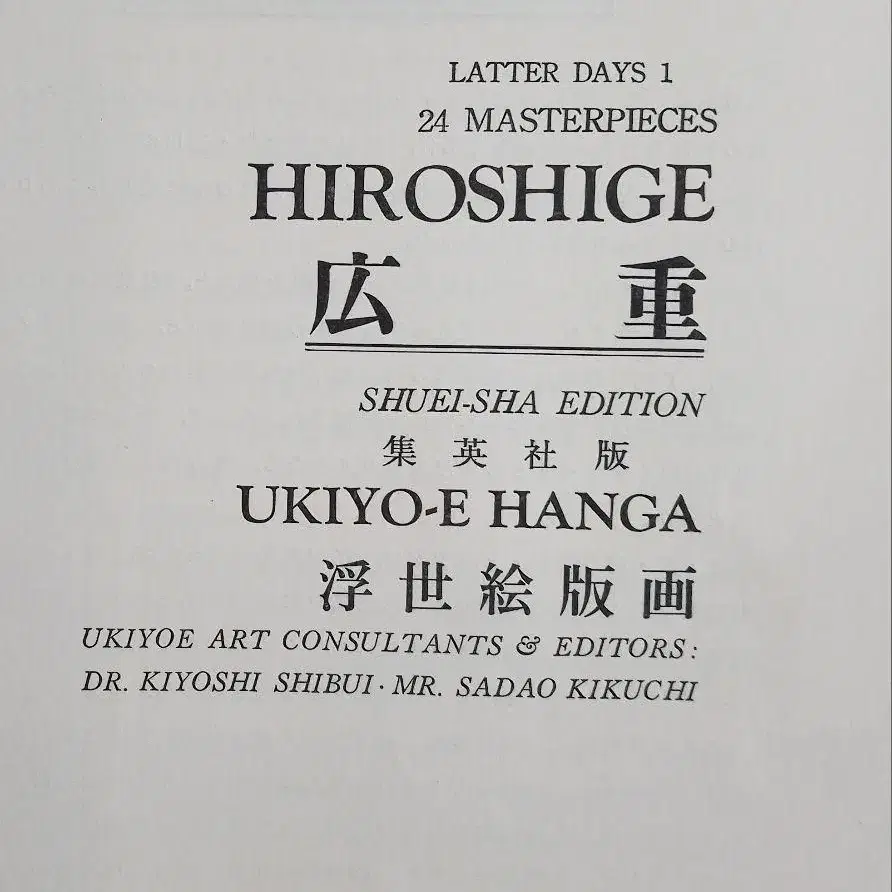 LATTER DAYS 1
24 MASTERPIECES
HIROSHIGE
広重
SHUEI-SHA EDITION
集英社版
UKIYO-E HANGA
浮世絵版画
UKIYOE ART CONSULTANTS & EDITORS:
DR. KIYOSHI SHIBUI · MR. SADAO KIKUCHI